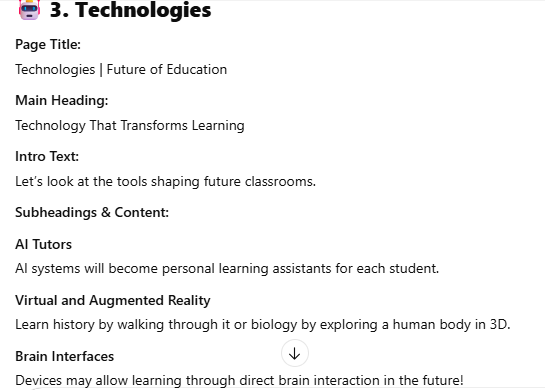 3. Technologies
Page Title:
Technologies | Future of Education
Main Heading:
Technology That Transforms Learning
Intro Text:
Let's look at the tools shaping future classrooms.
Subheadings & Content:
AI Tutors
AI systems will become personal learning assistants for each student.
Virtual and Augmented Reality
Learn history by walking through it or biology by exploring a human body in 3D.
Brain Interfaces
Devices may allow learning through direct brain interaction in the future!